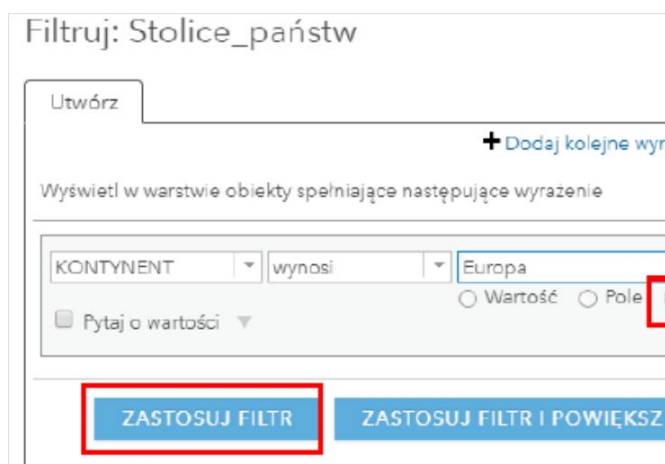 Filtruj: Stolice_państw
Utwórz
+ Dodaj kolejne wyr
Wyświetl w warstwie obiekty spełniające następujące wyrażenie
KONTYNENT wynosi Europa
Wartość Pole
Pytaj o wartości
ZASTOSUJ FILTR ZASTOSUJ FILTR I POWIĘKSZ